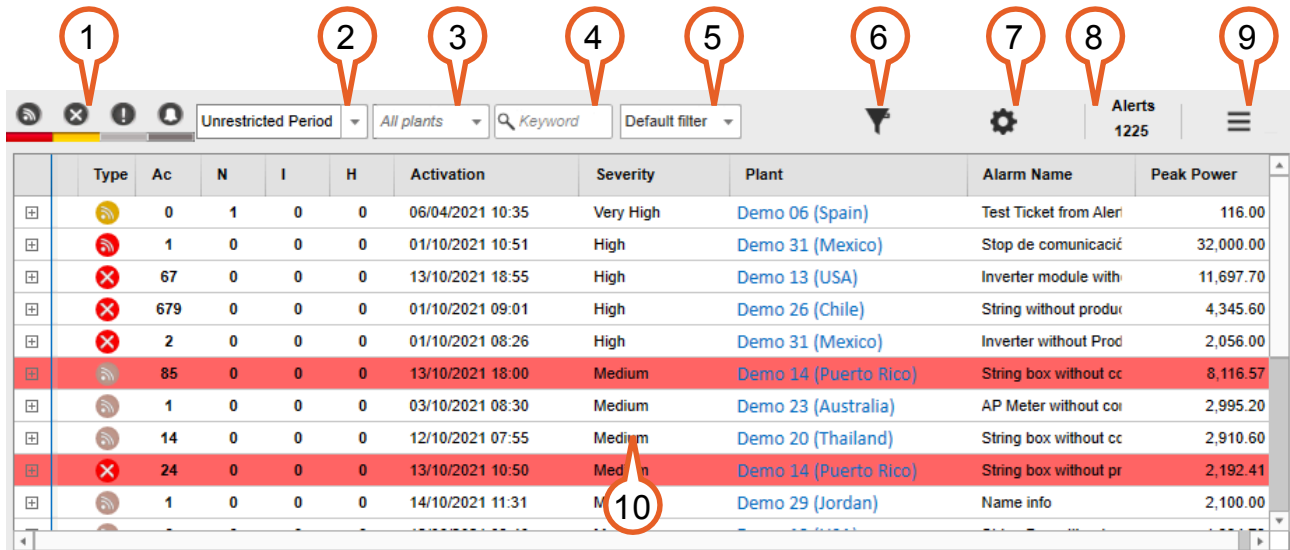 1 2 3 4 5 6 7 8 9
Unrestricted Period All plants Keyword Default filter Alerts
1225
Type Ac N I H Activation Severity Plant Alarm Name Peak Power
0 1 0 0 06/04/2021 10:35 Very High Demo 06 (Spain) Test Ticket from Aler 116.00
1 0 0 0 01/10/2021 10:51 High Demo 31 (Mexico) Stop de comunicació 32,000.00
67 0 0 0 13/10/2021 18:55 High Demo 13 (USA) Inverter module with 11,697.70
679 0 0 0 01/10/2021 09:01 High Demo 26 (Chile) String without produc 4,345.60
2 0 0 0 01/10/2021 08:26 High Demo 31 (Mexico) Inverter without Prod 2,056.00
85 0 0 0 13/10/2021 18:00 Medium Demo 14 (Puerto Rico) String box without cc 8,116.57
1 0 0 0 03/10/2021 08:30 Medium Demo 23 (Australia) AP Meter without con 2,995.20
14 0 0 0 12/10/2021 07:55 Medium Demo 20 (Thailand) String box without cc 2,910.60
24 0 0 0 13/10/2021 10:50 Medium Demo 14 (Puerto Rico) String box without pr 2,192.41
1 0 0 0 14/10/2021 11:31 Demo 29 (Jordan) Name info 2,100.00
10